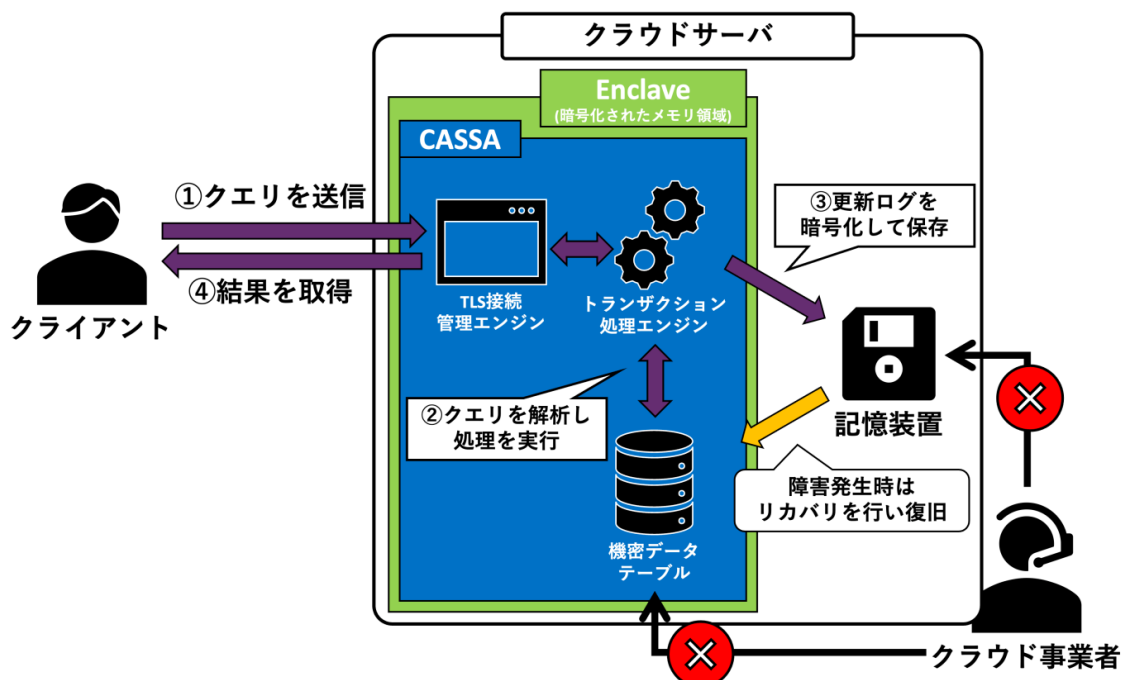 クラウドサーバ
Enclave
(暗号化されたメモリ領域)
CASSA
①クエリを送信
④結果を取得
クライアント
TLS接続
管理エンジン
トランザクション
処理エンジン
③更新ログを
暗号化して保存
②クエリを解析し
処理を実行
記憶装置
障害発生時は
リカバリを行い復旧
機密データ
テーブル
クラウド事業者